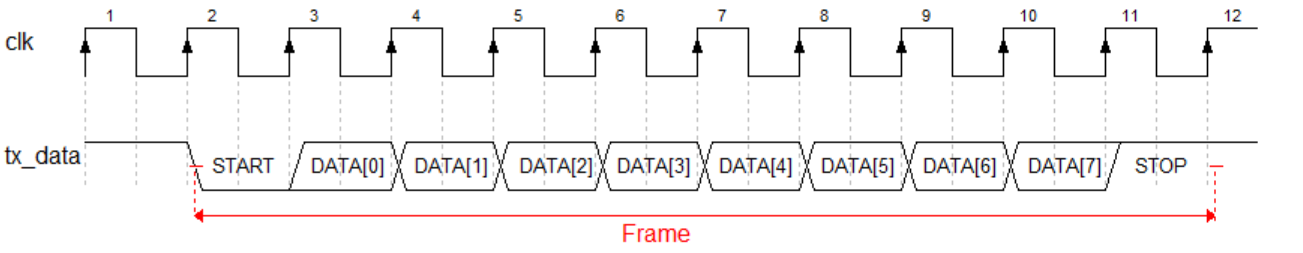 1 2 3 4 5 6 7 8 9 10 11 12
clk
tx_data START DATA[0] DATA[1] DATA[2] DATA[3] DATA[4] DATA[5] DATA[6] DATA[7] STOP
Frame